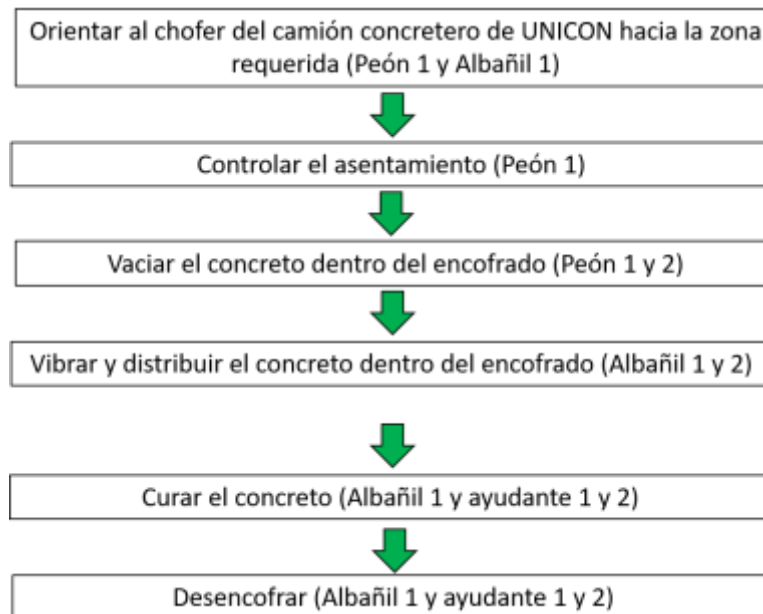 Orientar al chofer del camión concretero de UNICON hacia la zona
requerida (Peón 1 y Albañil 1)
Controlar el asentamiento (Peón 1)
Vaciar el concreto dentro del encofrado (Peón 1 y 2)
Vibrar y distribuir el concreto dentro del encofrado (Albañil 1 y 2)
Curar el concreto (Albañil 1 y ayudante 1 y 2)
Desencofrar (Albañil 1 y ayudante 1 y 2)